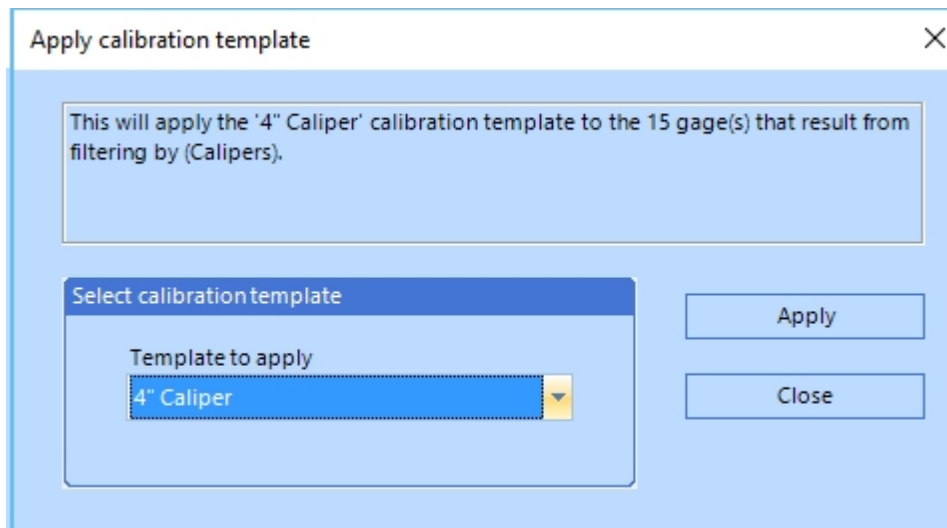 Apply calibration template
This will apply the '4" Caliper' calibration template to the 15 gage(s) that result from
filtering by (Calipers).
Select calibration template
Template to apply
4" Caliper
Apply
Close